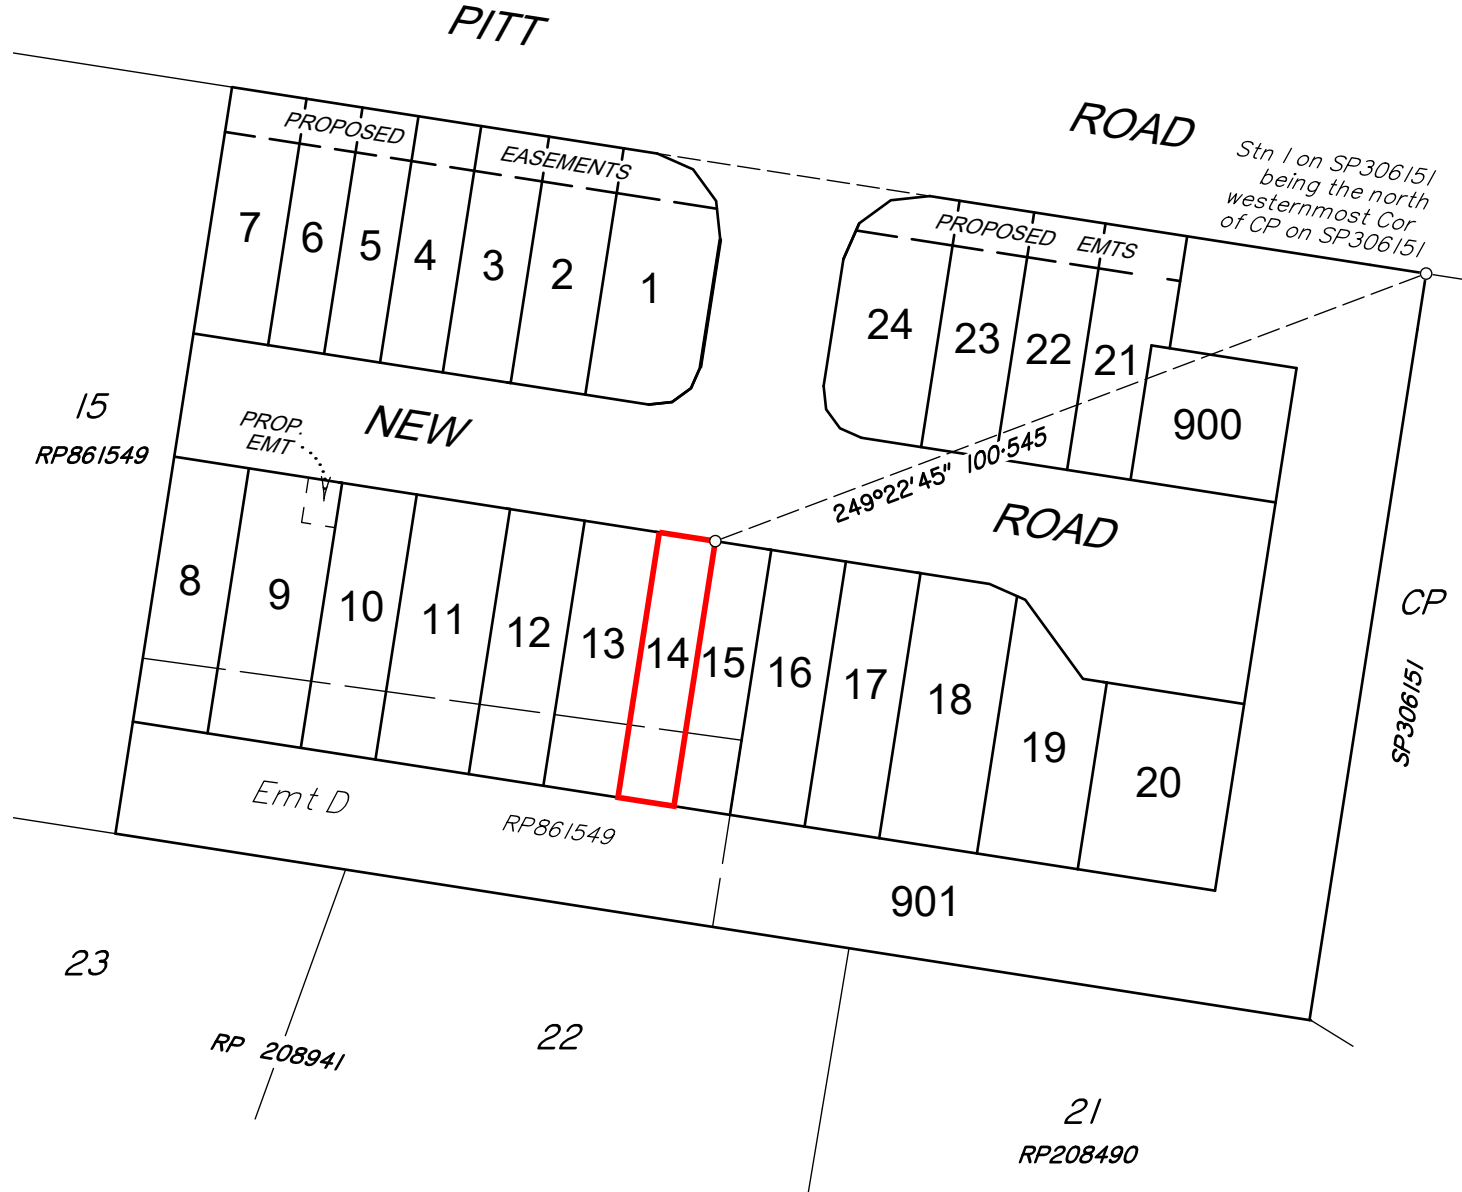 PITT
ROAD
Stn 1 on SP306151
being the north
westernmost Cor
of CP on SP306151
PROPOSED
EASEMENTS
PROPOSED EMTS
7
6
5
4
3
2
1
24
23
22
21
900
15
RP861549
PROP.
EMT
NEW
249°22'45" 100·545
ROAD
8
9
10
11
12
13
14
15
16
17
18
19
20
CP
SP306151
Emt D
RP861549
901
23
RP 208941
22
21
RP208490